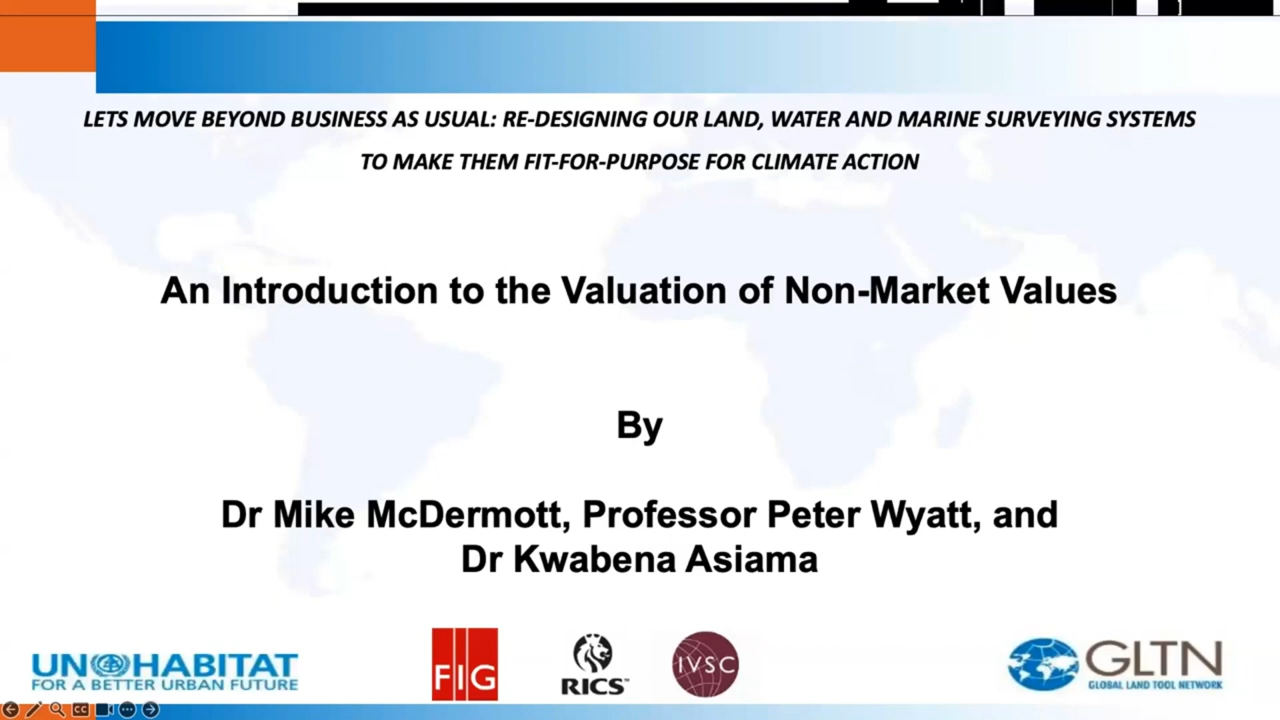 LETS MOVE BEYOND BUSINESS AS USUAL: RE-DESIGNING OUR LAND, WATER AND MARINE SURVEYING SYSTEMS
TO MAKE THEM FIT-FOR-PURPOSE FOR CLIMATE ACTION
An Introduction to the Valuation of Non-Market Values
By
Dr Mike McDermott, Professor Peter Wyatt, and
Dr Kwabena Asiama
UN HABITAT
FOR A BETTER URBAN FUTURE
FIG
RICS™
IVSC
GLTN
GLOBAL LAND TOOL NETWORK
CC